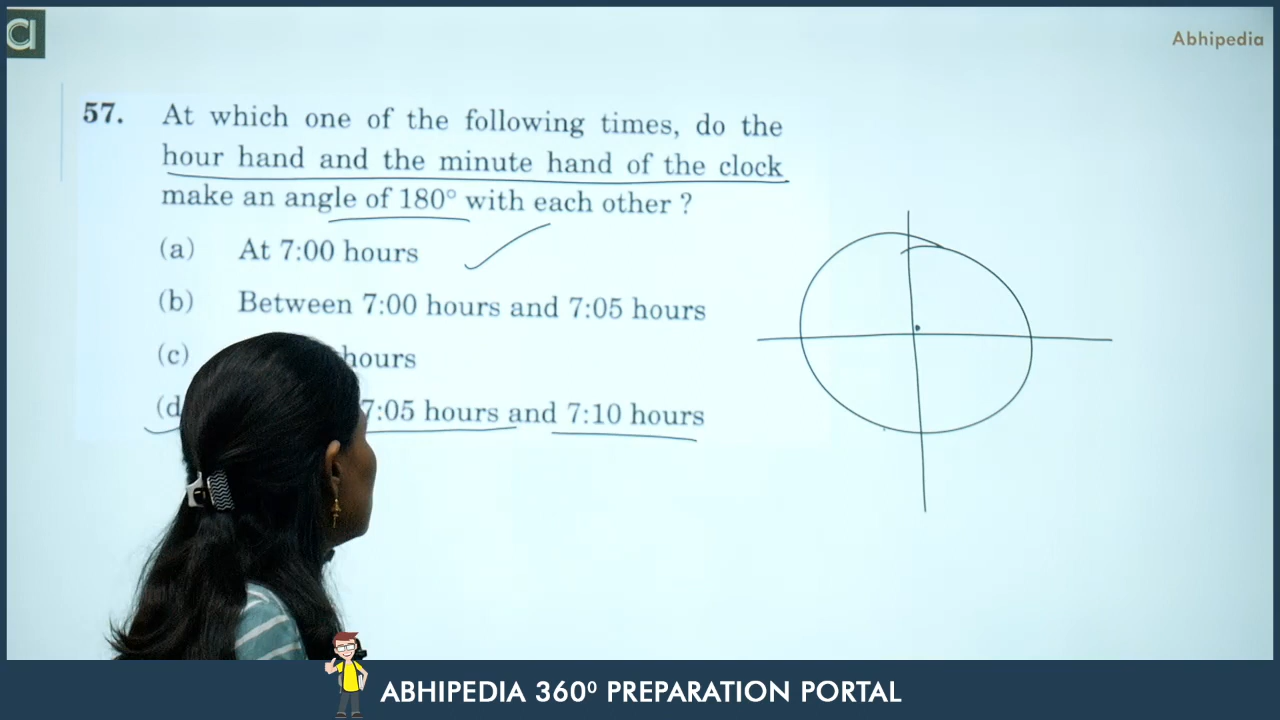 a
Abhipedia
57. At which one of the following times, do the
hour hand and the minute hand of the clock
make an angle of 180° with each other ?
(a) At 7:00 hours
(b) Between 7:00 hours and 7:05 hours
(c) hours
(d 7:05 hours and 7:10 hours
ABHIPEDIA 360⁰ PREPARATION PORTAL